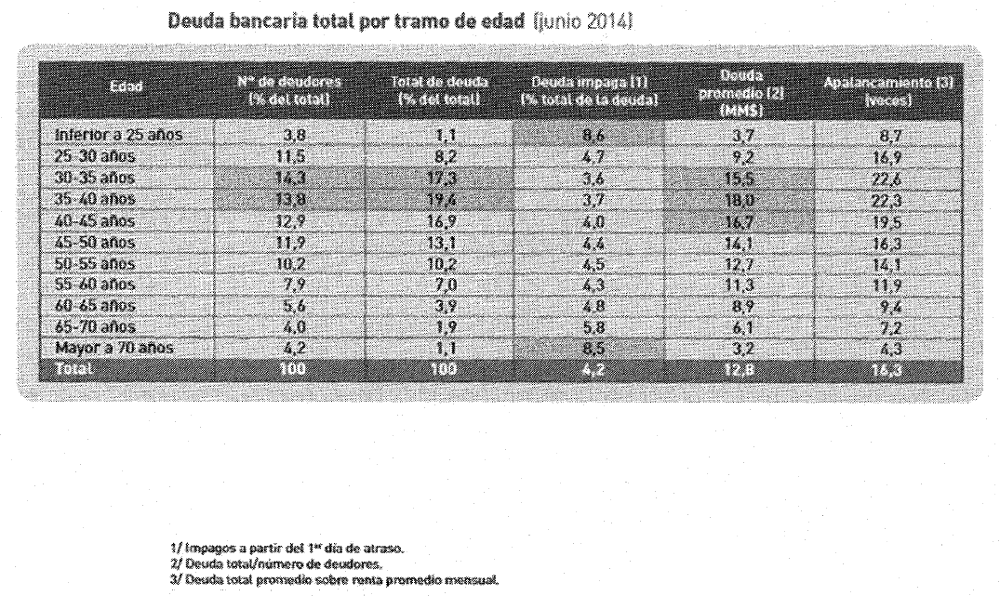 Deuda bancaria total por tramo de edad (junio 2014)
Edad | Nº de deudores (% del total) | Total de deuda (% del total) | Deuda impaga (1) (% total de la deuda) | Deuda promedio (2) (MM$) | Apalancamiento (3) (veces)
Inferior a 25 años 3,8 1,1 8,6 3,7 8,7
25-30 años 11,5 8,2 4,7 9,2 16,9
30-35 años 14,3 17,3 3,6 15,5 22,6
35-40 años 13,8 19,4 3,7 18,0 22,3
40-45 años 12,9 16,9 4,0 16,7 19,5
45-50 años 11,9 13,1 4,4 14,1 16,3
50-55 años 10,2 10,2 4,5 12,7 14,1
55-60 años 7,9 7,0 4,3 11,3 11,9
60-65 años 5,6 3,9 4,8 8,9 9,4
65-70 años 4,0 1,9 5,8 6,1 7,2
Mayor a 70 años 4,2 1,1 8,5 3,2 4,3
Total 100 100 4,2 12,8 16,3
1/ Impagos a partir del 1er día de atraso.
2/ Deuda total/número de deudores.
3/ Deuda total promedio sobre renta promedio mensual.